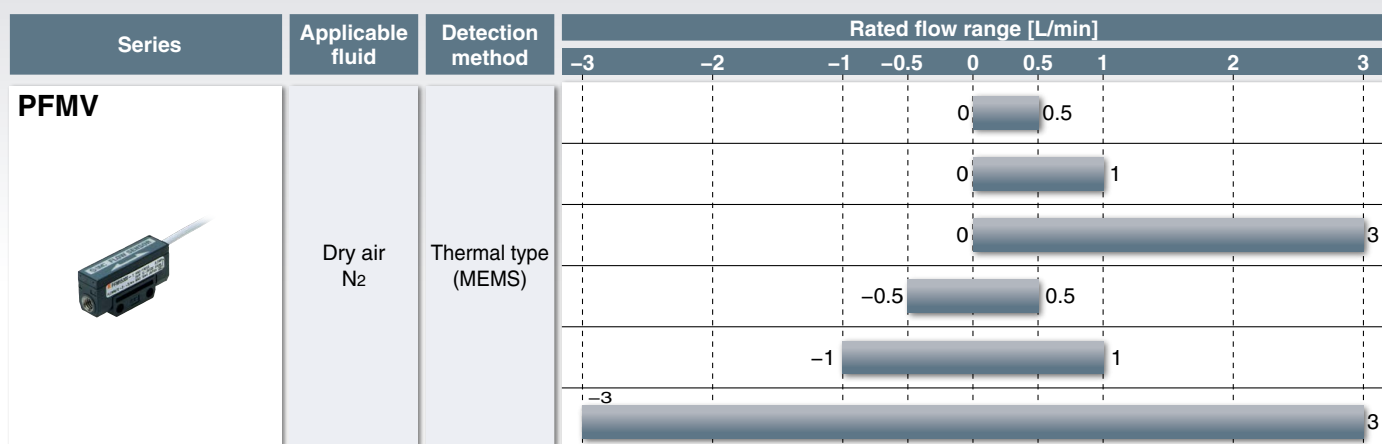 Series
Applicable
fluid
Detection
method
Rated flow range [L/min]
−3 −2 −1 −0.5 0 0.5 1 2 3
PFMV
Dry air
N2
Thermal type
(MEMS)
0 0.5
0 1
0 3
−0.5 0.5
−1 1
−3
3